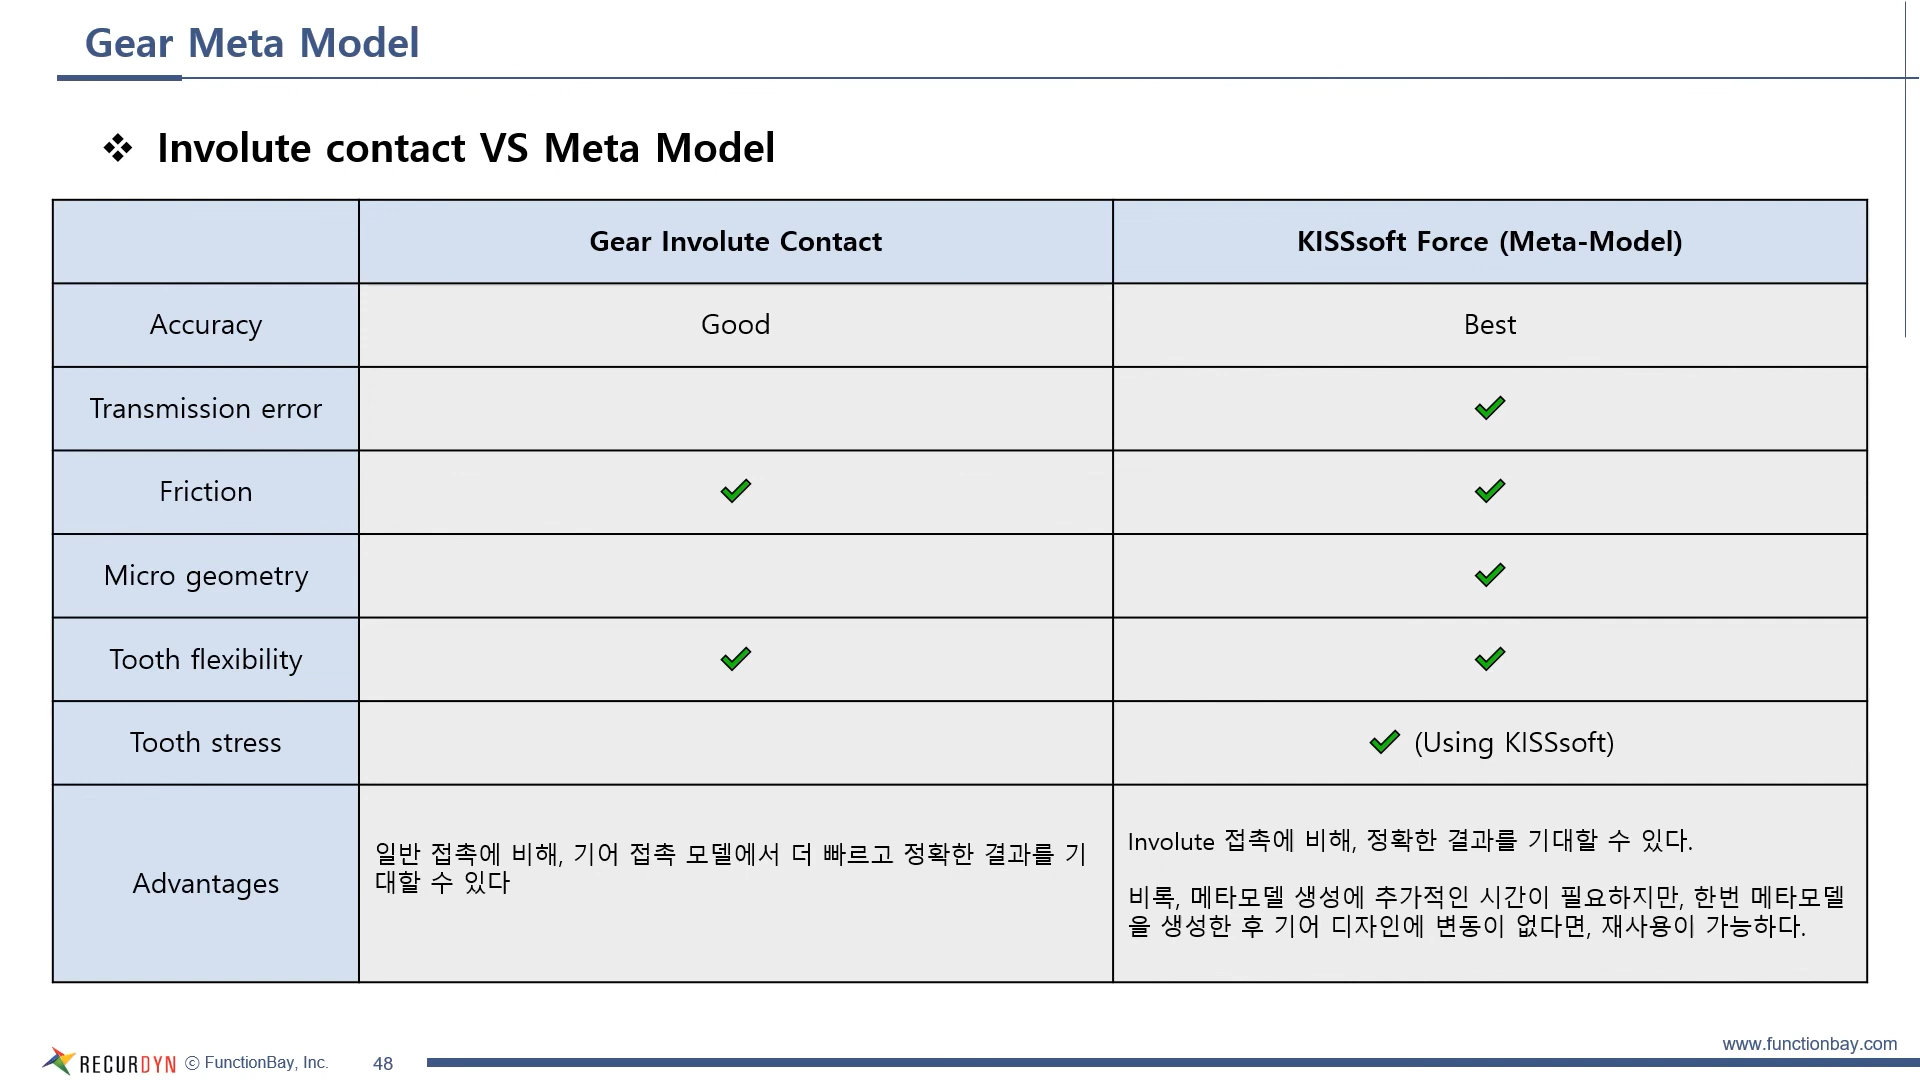 Gear Meta Model
❖ Involute contact VS Meta Model
Gear Involute Contact
KISSsoft Force (Meta-Model)
Accuracy
Good
Best
Transmission error
✔
Friction
✔
✔
Micro geometry
✔
Tooth flexibility
✔
✔
Tooth stress
✔ (Using KISSsoft)
Advantages
일반 접촉에 비해, 기어 접촉 모델에서 더 빠르고 정확한 결과를 기
대할 수 있다
Involute 접촉에 비해, 정확한 결과를 기대할 수 있다.
비록, 메타모델 생성에 추가적인 시간이 필요하지만, 한번 메타모델
을 생성한 후 기어 디자인에 변동이 없다면, 재사용이 가능하다.
RECURDYN ⓒ FunctionBay, Inc.
48
www.functionbay.com